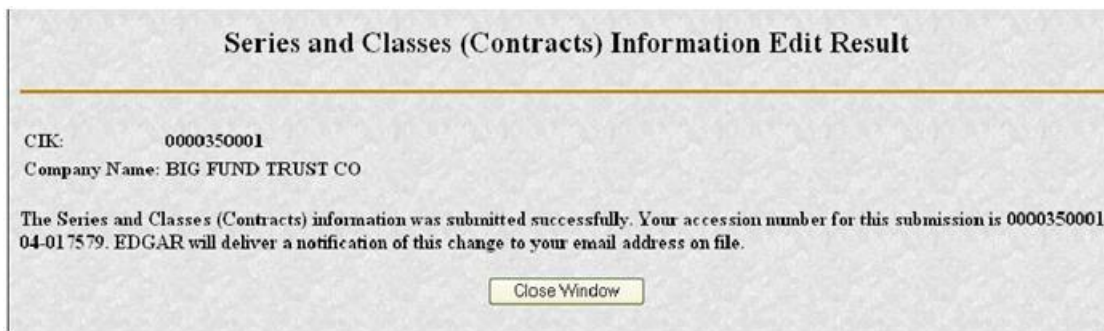 Series and Classes (Contracts) Information Edit Result
CIK: 0000350001
Company Name: BIG FUND TRUST CO
The Series and Classes (Contracts) information was submitted successfully. Your accession number for this submission is 0000350001
04-017579. EDGAR will deliver a notification of this change to your email address on file.
Close Window